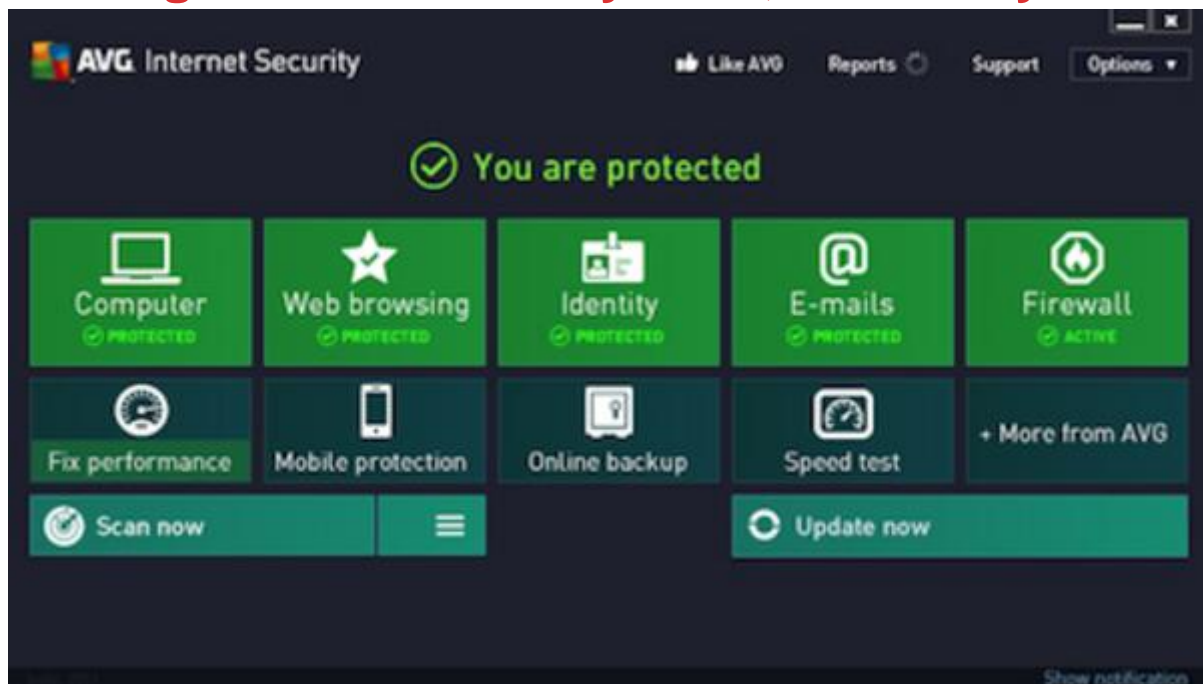 AVG Internet Security
Like AVG Reports Support Options
You are protected
Computer Web browsing Identity E-mails Firewall
PROTECTED PROTECTED PROTECTED PROTECTED ACTIVE
Fix performance Mobile protection Online backup Speed test + More from AVG
Scan now Update now
Show notification